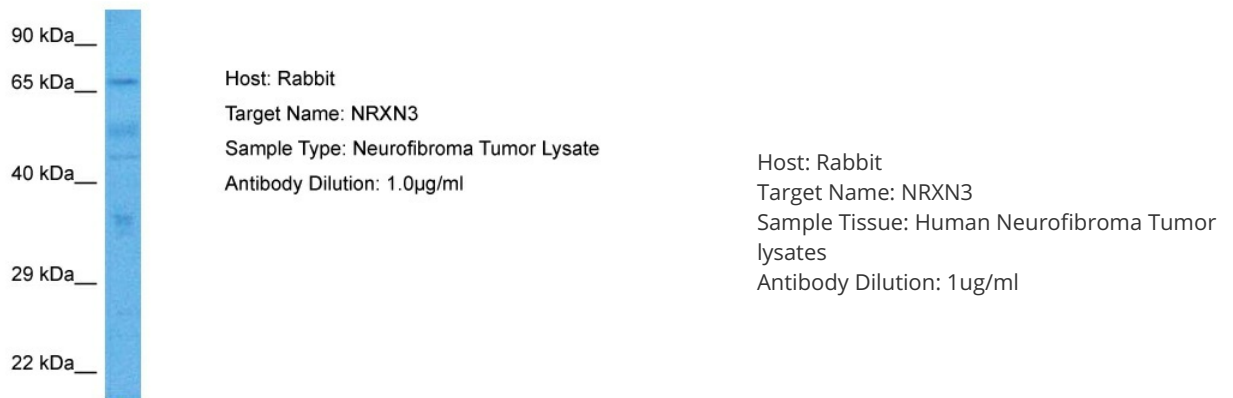 90 kDa__
65 kDa__
40 kDa__
29 kDa__
22 kDa__
Host: Rabbit
Target Name: NRXN3
Sample Type: Neurofibroma Tumor Lysate
Antibody Dilution: 1.0µg/ml
Host: Rabbit
Target Name: NRXN3
Sample Tissue: Human Neurofibroma Tumor
lysates
Antibody Dilution: 1ug/ml